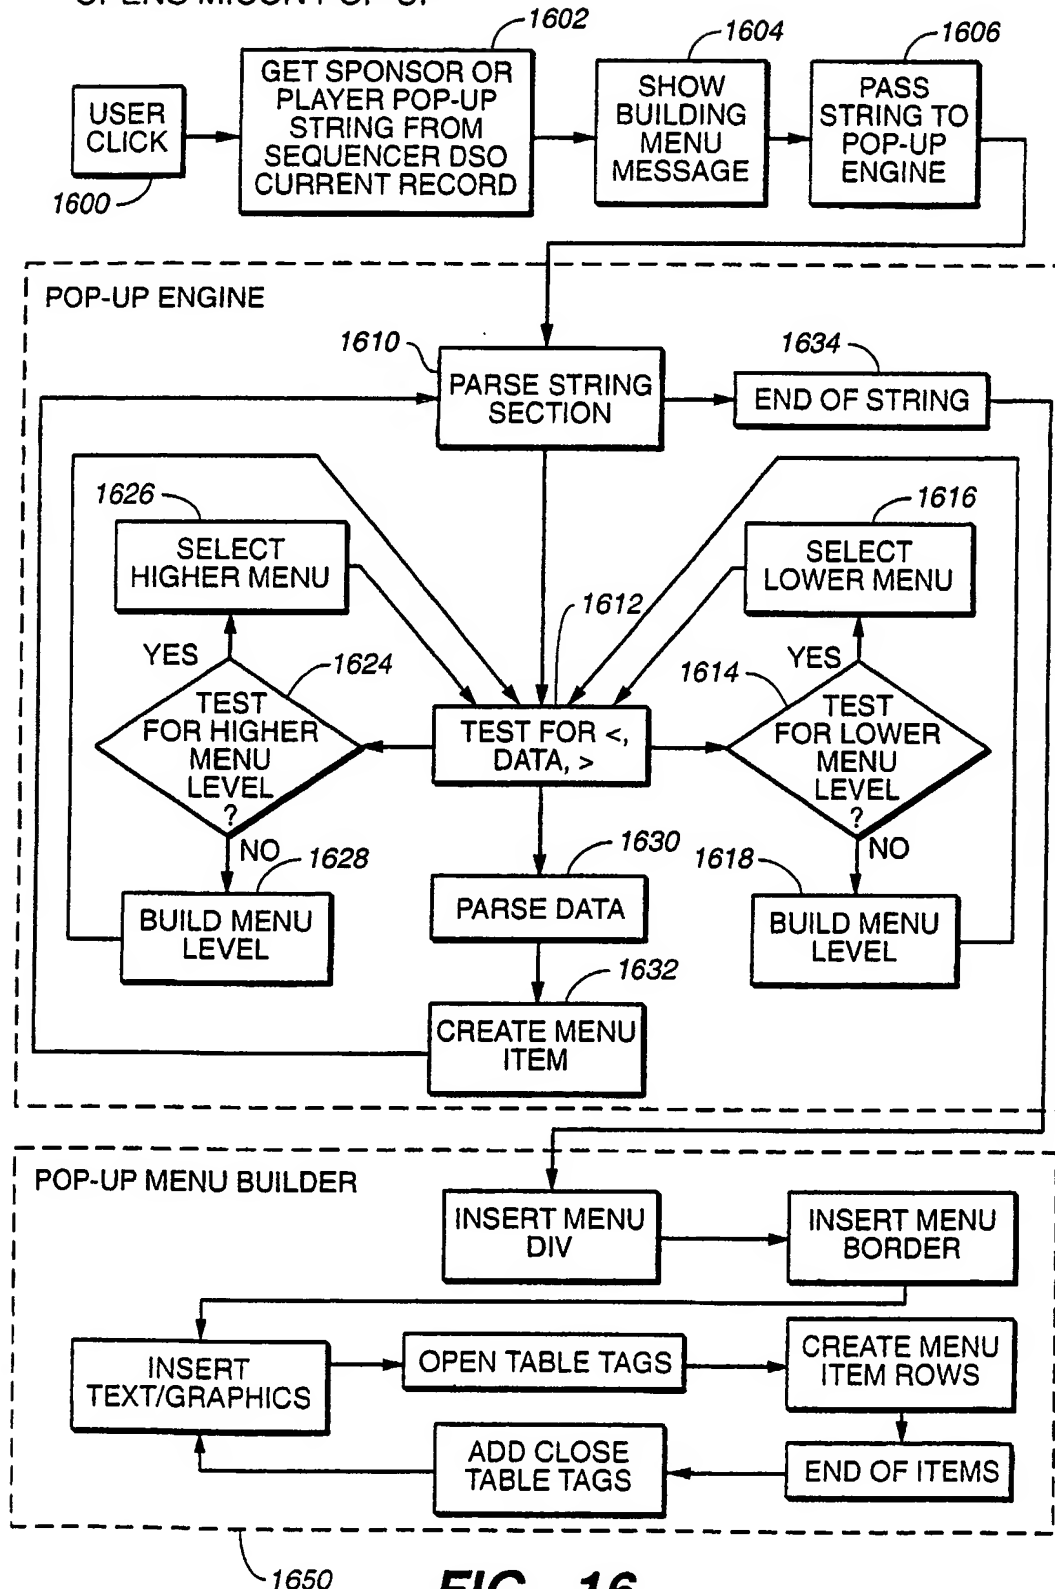 1602
1604
1606
USER
CLICK
1600
GET SPONSOR OR
PLAYER POP-UP
STRING FROM
SEQUENCER DSO
CURRENT RECORD
SHOW
BUILDING
MENU
MESSAGE
PASS
STRING TO
POP-UP
ENGINE
POP-UP ENGINE
1610
PARSE STRING
SECTION
1634
END OF STRING
1626
SELECT
HIGHER MENU
YES
1624
TEST
FOR HIGHER
MENU
LEVEL
?
NO
1628
BUILD MENU
LEVEL
1612
TEST FOR <,
DATA, >
1630
PARSE DATA
1632
CREATE MENU
ITEM
1616
SELECT
LOWER MENU
YES
1614
TEST
FOR LOWER
MENU
LEVEL
?
NO
1618
BUILD MENU
LEVEL
POP-UP MENU BUILDER
INSERT MENU
DIV
INSERT MENU
BORDER
INSERT
TEXT/GRAPHICS
OPEN TABLE TAGS
CREATE MENU
ITEM ROWS
ADD CLOSE
TABLE TAGS
END OF ITEMS
1650
FIG._16